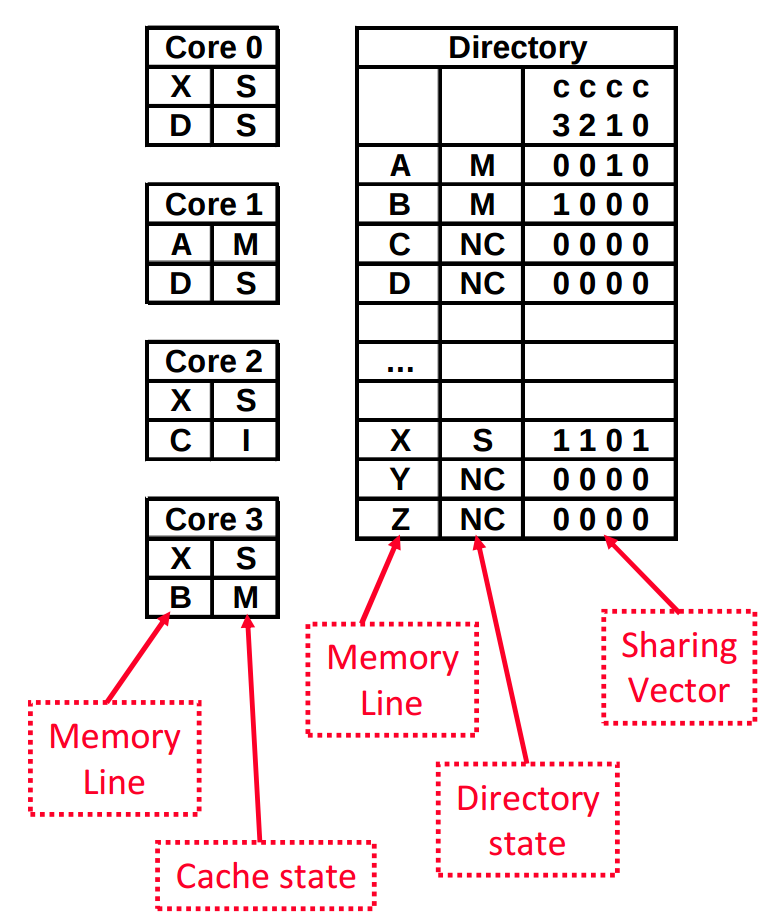 Core 0
X S
D S
Core 1
A M
D S
Core 2
X S
C I
Core 3
X S
B M
Directory
c c c c
3 2 1 0
A M 0 0 1 0
B M 1 0 0 0
C NC 0 0 0 0
D NC 0 0 0 0
...
X S 1 1 0 1
Y NC 0 0 0 0
Z NC 0 0 0 0
Memory
Line
Cache state
Memory
Line
Directory
state
Sharing
Vector